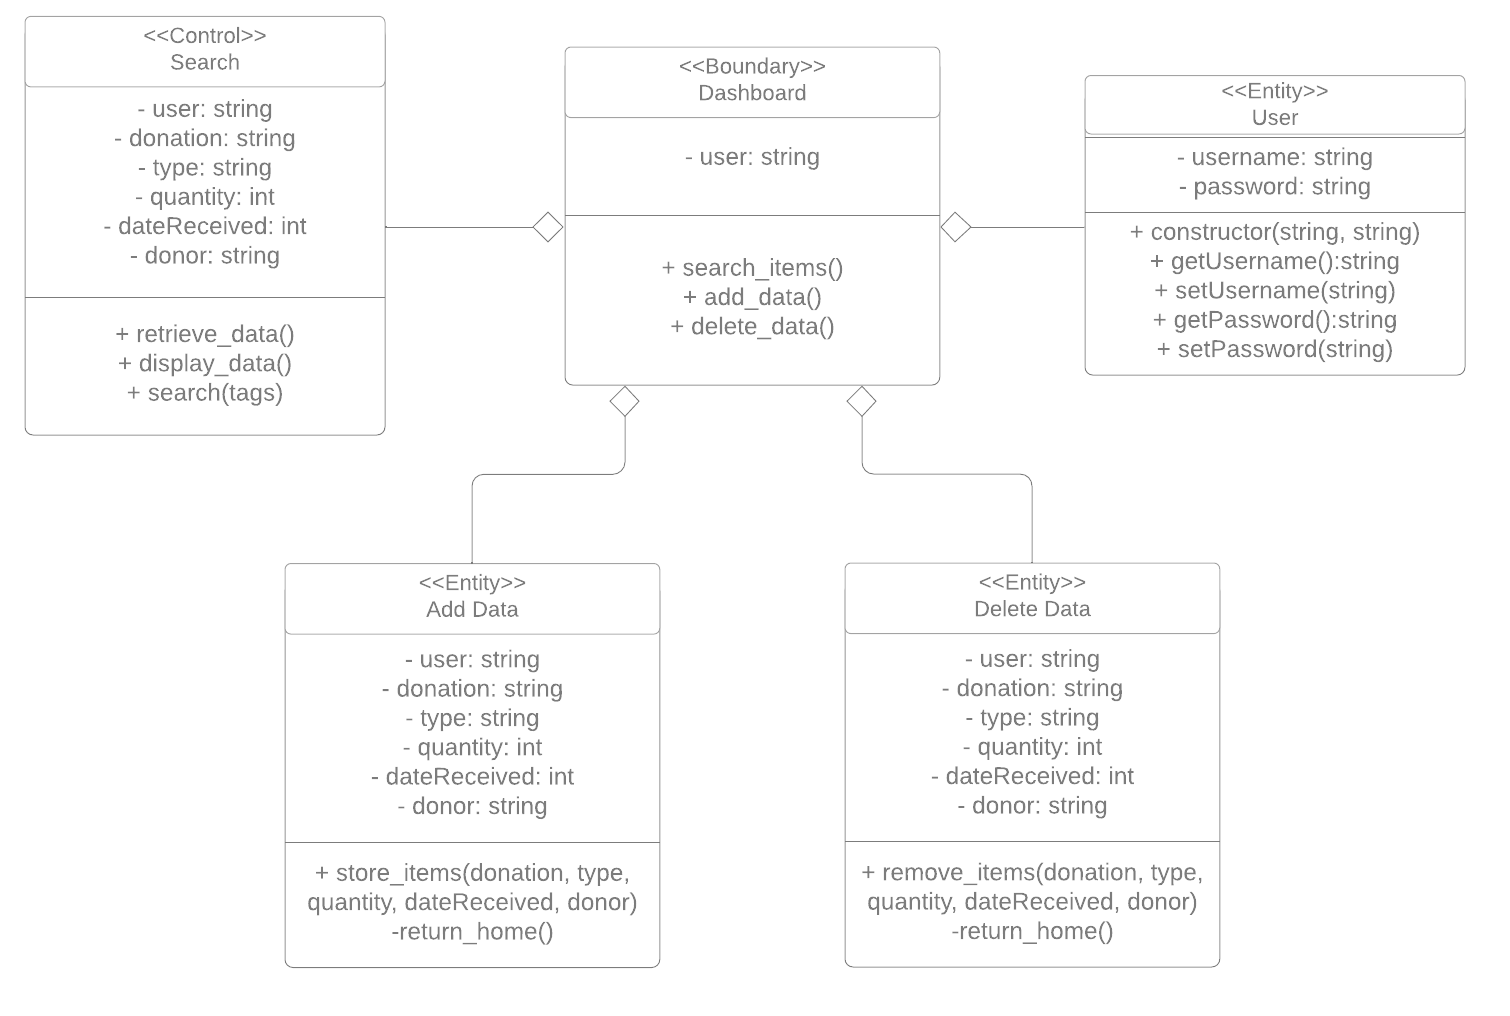 <<Control>>
Search
- user: string
- donation: string
- type: string
- quantity: int
- dateReceived: int
- donor: string
+ retrieve_data()
+ display_data()
+ search(tags)
<<Boundary>>
Dashboard
- user: string
+ search_items()
+ add_data()
+ delete_data()
<<Entity>>
User
- username: string
- password: string
+ constructor(string, string)
+ getUsername():string
+ setUsername(string)
+ getPassword():string
+ setPassword(string)
<<Entity>>
Add Data
- user: string
- donation: string
- type: string
- quantity: int
- dateReceived: int
- donor: string
+ store_items(donation, type,
quantity, dateReceived, donor)
-return_home()
<<Entity>>
Delete Data
- user: string
- donation: string
- type: string
- quantity: int
- dateReceived: int
- donor: string
+ remove_items(donation, type,
quantity, dateReceived, donor)
-return_home()